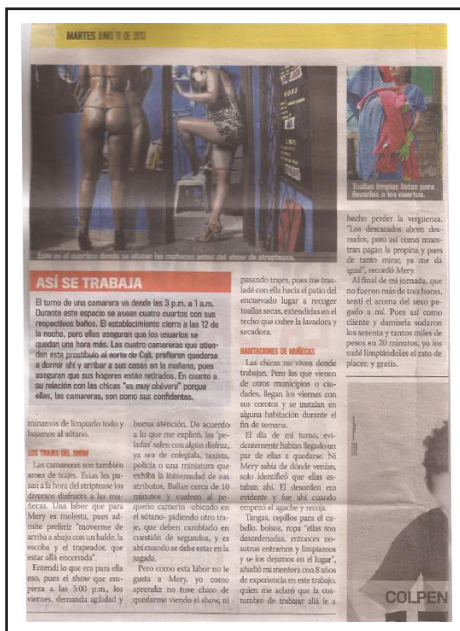 MARTES JUNIO 11 DE 2013
Este es el cuartico donde se alistan las muñecas antes del show de striptease.
Toallas limpias listas para
llevarlas a los cuartos.
ASÍ SE TRABAJA
El turno de una camarera va desde las 3 p.m. a 1 a.m.
Durante este espacio se asean cuatro cuartos con sus
respectivos baños. El establecimiento cierra a las 12 de
la noche, pero ellas aseguran que los usuarios se
quedan una hora más. Las cuatro camareras que atien-
den este prostíbulo al norte de Cali, prefieren quedarse
a dormir ahí y arribar a sus casas en la mañana, pues
aseguran que sus hogares están retirados. En cuanto a
su relación con las chicas "es muy chévere" porque
ellas, las camareras, son como sus confidentes.
minamos de limpiarlo todo y
bajamos al sótano.
LOS TRAJES DEL SHOW
Las camareras son también
amas de trajes. Estas les pa-
san a la hora del striptease los
diversos disfraces a las mu-
ñecas. Una labor que para
Mery es molesta, pues ad-
mite preferir "moverme de
arriba a abajo con un balde, la
escoba y el trapeador, que
estar allá encerrada".
Entendí lo que era para ella
eso, pues el show que em-
pieza a las 5:00 p.m., los
viernes, demanda agilidad y
buena atención. De acuerdo
a lo que me explicó, las 'pe-
ladas' salen con algún disfraz,
ya sea de colegiala, taxista,
policía o una miniatura que
exhiba la inmensidad de sus
atributos. Bailan cerca de 10
minutos y vuelven al pe-
queño camerín -ubicado en
el sótano- pidiendo otro tra-
je, que deben cambiarlo en
cuestión de segundos, y es
ahí cuando se debe estar en la
jugada.
Pero como esta labor no le
gusta a Mery, yo como
aprendiz no tuve chico de
quedarme viendo el show, ni
pasando trajes, pues me tras-
ladé con ella hacia el patio del
encuevado lugar a recoger
toallas secas, extendidas en el
techo que cubre la lavadora y
secadora.
HABITACIONES DE MUÑECAS
Las chicas no viven donde
trabajan. Pero las que vienen
de otros municipios o ciu-
dades, llegan los viernes con
sus corotos y se instalan en
alguna habitación durante el
fin de semana.
El día de mi turno, evi-
dentemente habían llegado un
par de ellas a quedarse. Ni
Mery sabía de dónde venían,
solo identificó que ellas es-
taban ahí. El desorden era
evidente y fue ahí cuando
empezó el agache y recoja.
Tangas, cepillos para el ca-
bello, bolsos, ropa "ellas son
desordenadas, entonces no-
sotros entramos y limpiamos
y se los dejamos en el lugar",
añadió mi mentora con 8 años
de experiencia en este trabajo,
quien me aclaró que la cos-
tumbre de trabajar allá le a
hecho perder la vergüenza.
"Los descarados abren des-
nudos, pero así como mues-
tran pagan la propina y pues
de tanto mirar, ya me da
igual", recordó Mery.
Al final de mi jornada, que
no fueron más de tres horas,
sentí el aroma del sexo pe-
gado a mí. Pues así como
cliente y damisela sudaron
los sesenta y tantos miles de
pesos en 20 minutos, yo los
sudé limpiándoles el rato de
placer, y gratis.
COLPEN